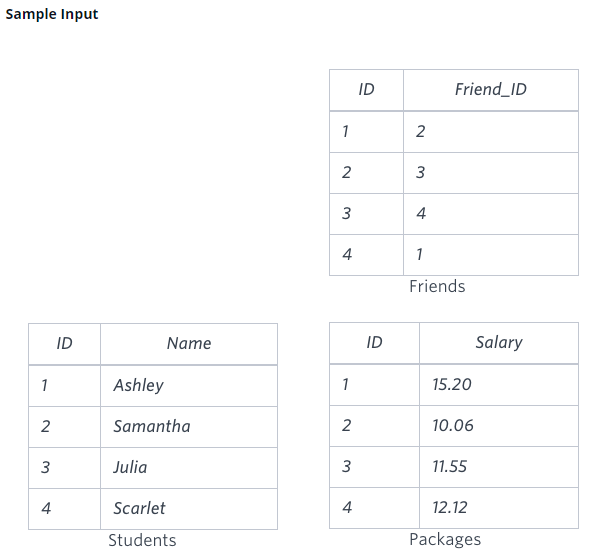 Sample Input
ID Friend_ID
1 2
2 3
3 4
4 1
Friends
ID Name
1 Ashley
2 Samantha
3 Julia
4 Scarlet
Students
ID Salary
1 15.20
2 10.06
3 11.55
4 12.12
Packages